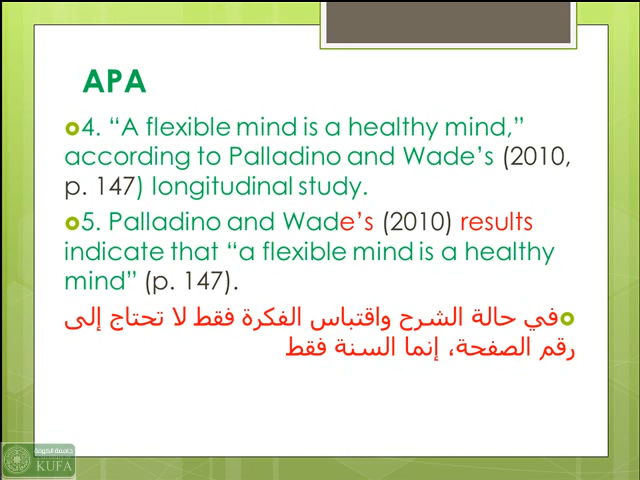 APA
4. “A flexible mind is a healthy mind,”
according to Palladino and Wade’s (2010,
p. 147) longitudinal study.
5. Palladino and Wade’s (2010) results
indicate that “a flexible mind is a healthy
mind” (p. 147).
في حالة الشرح واقتباس الفكرة فقط لا تحتاج إلى
رقم الصفحة، إنما السنة فقط
جامعة الكوفة
KUFA